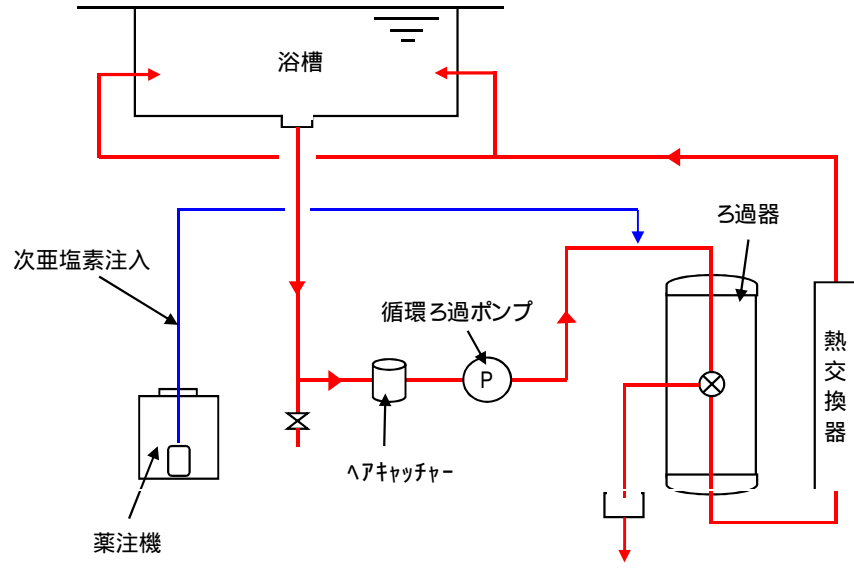 浴槽
ろ過器
次亜塩素注入
循環ろ過ポンプ
P
熱交換器
ヘアキャッチャー
薬注機